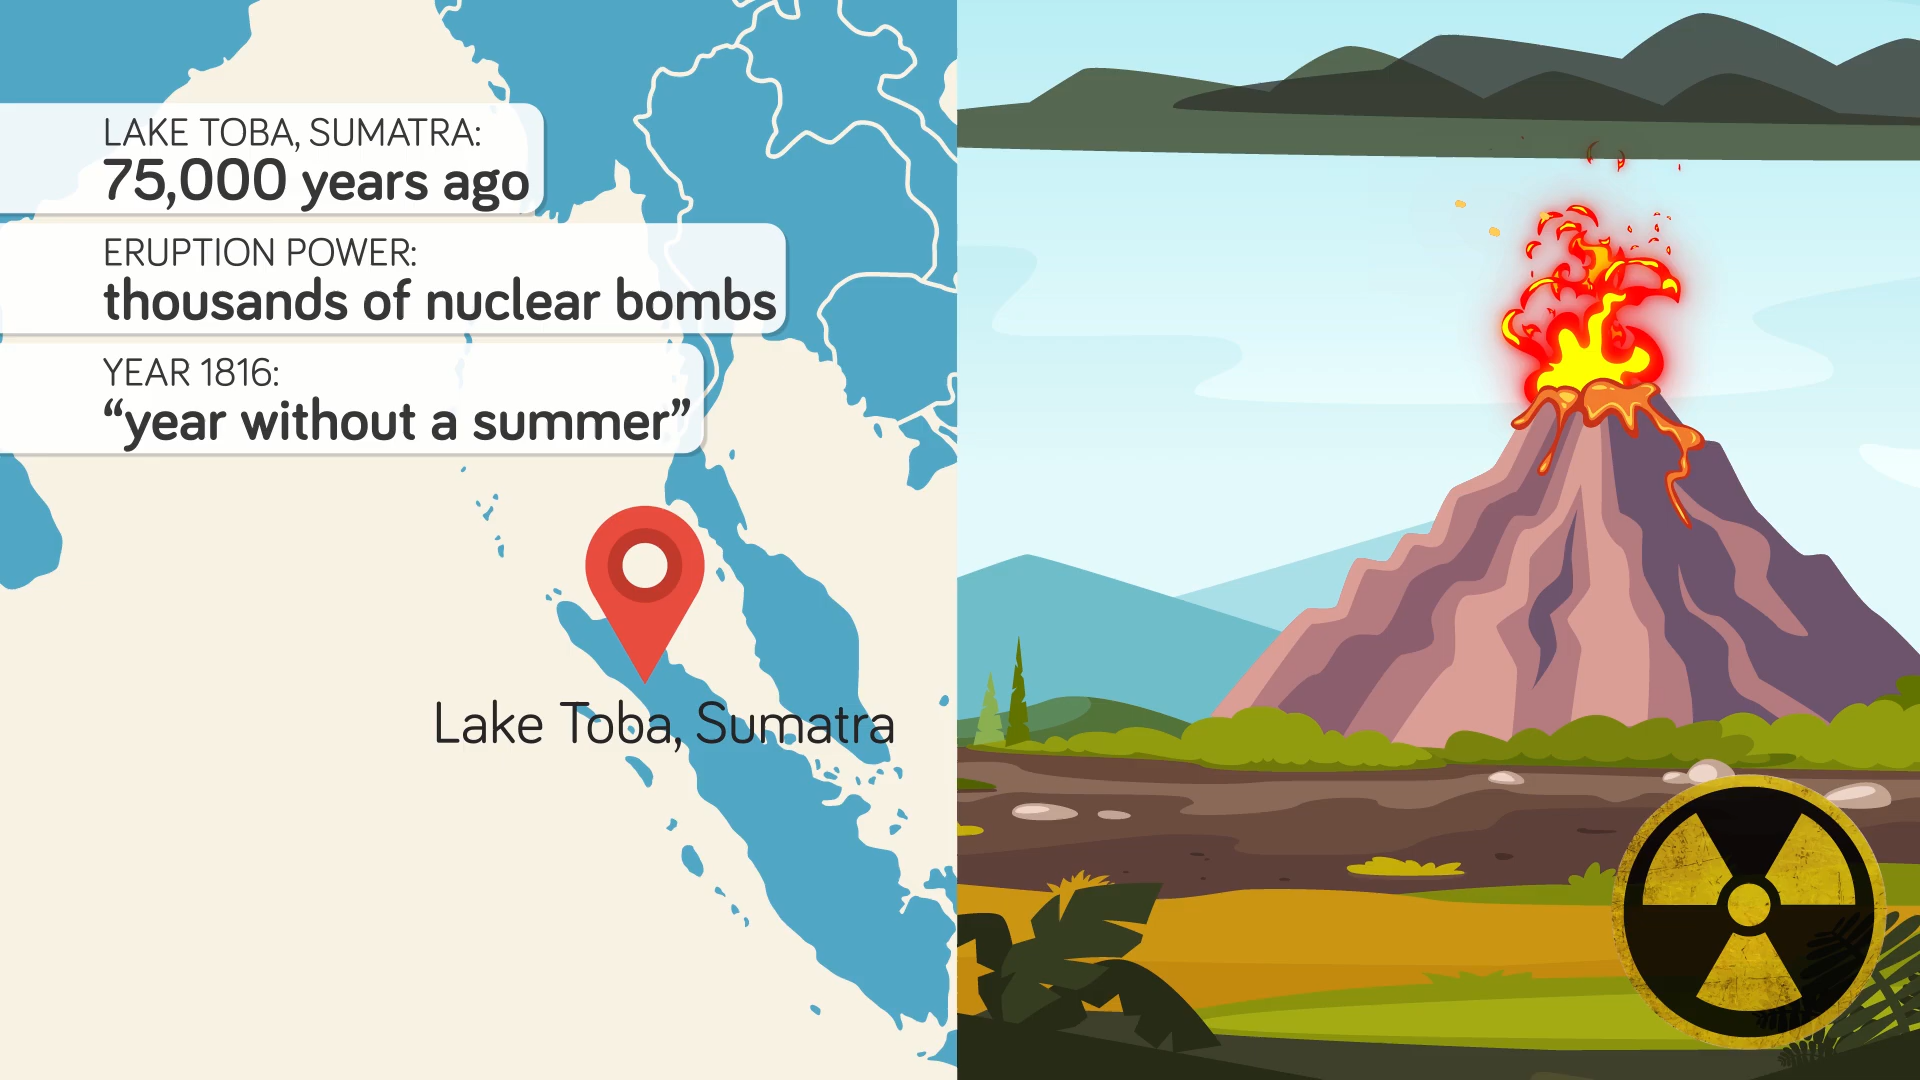 LAKE TOBA, SUMATRA:
75,000 years ago
ERUPTION POWER:
thousands of nuclear bombs
YEAR 1816:
“year without a summer”
Lake Toba, Sumatra